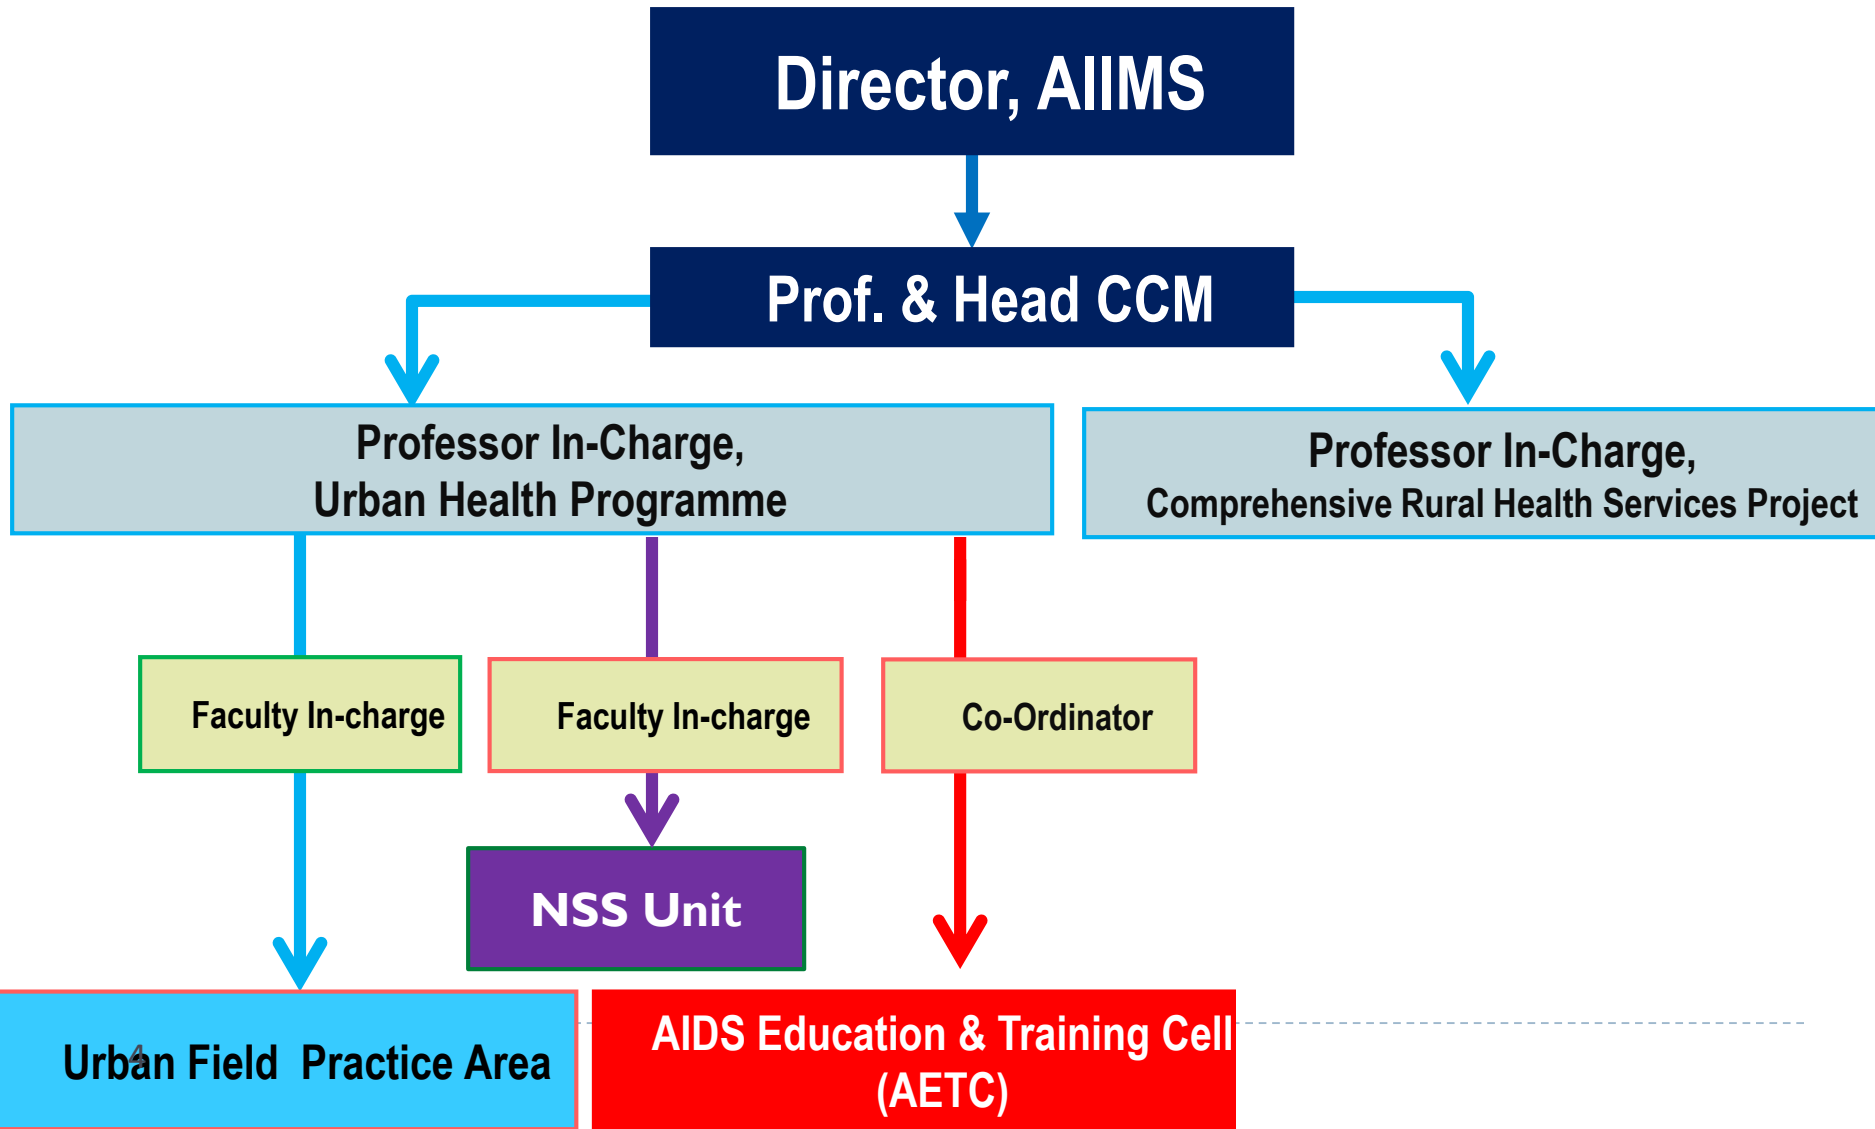 Director, AIIMS
Prof. & Head CCM
Professor In-Charge,
Urban Health Programme
Professor In-Charge,
Comprehensive Rural Health Services Project
Faculty In-charge
Faculty In-charge
Co-Ordinator
NSS Unit
Urban Field Practice Area
4
AIDS Education & Training Cell
(AETC)